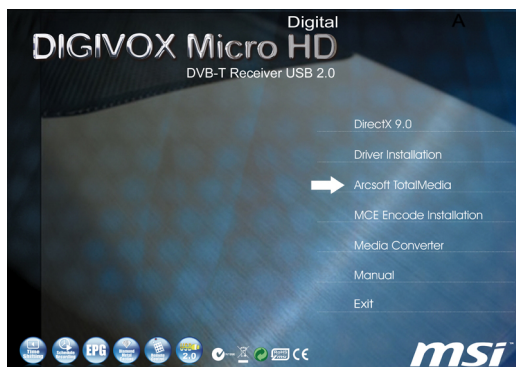 Digital
A
DIGIVOX Micro HD
DVB-T Receiver USB 2.0
DirectX 9.0
Driver Installation
Arcsoft TotalMedia
MCE Encode Installation
Media Converter
Manual
Exit
EPG
2.0
msi